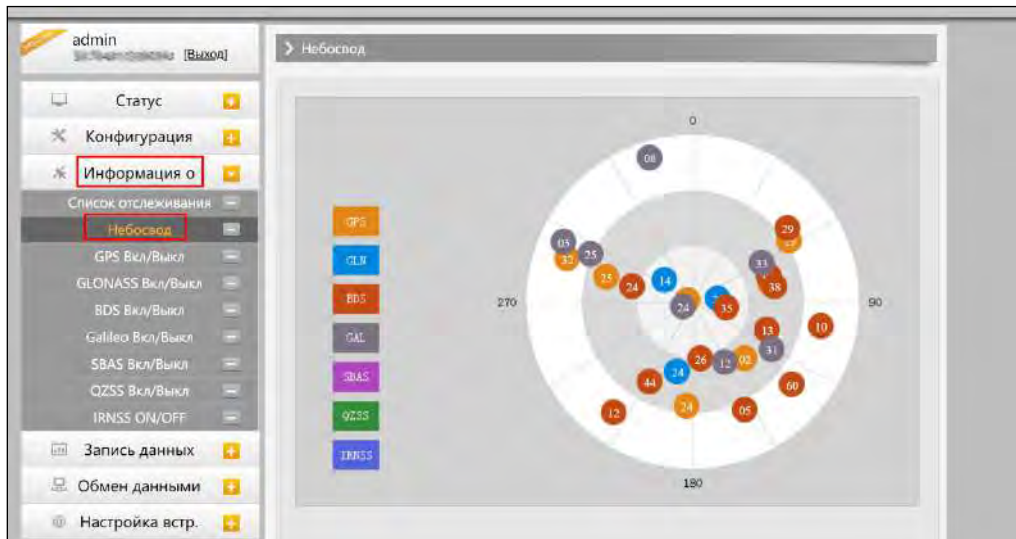 admin
[Выход]
Статус
Конфигурация
Информация о
Список отслеживания
Небосвод
GPS Вкл/Выкл
GLONASS Вкл/Выкл
BDS Вкл/Выкл
Galileo Вкл/Выкл
SBAS Вкл/Выкл
QZSS Вкл/Выкл
IRNSS ON/OFF
Запись данных
Обмен данными
Настройка встр.
Небосвод
GPS
GLN
BDS
GAL
SBAS
QZSS
IRNSS
0
08
29
03
32
25
33
25
24
14
38
270
24
35
90
13
10
31
26
12
02
24
44
60
12
24
05
180